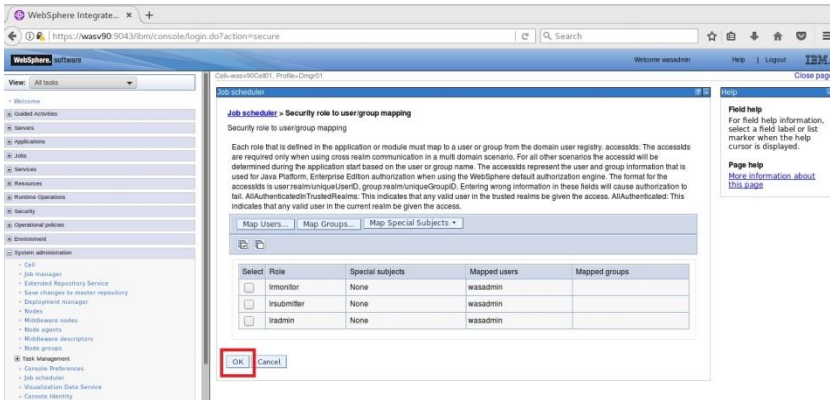 WebSphere Integrate... × +
https://wasv90:9043/ibm/console/login.do?action=secure
Search
WebSphere. software
Welcome wasadmin
Help | Logout
IBM.
View: All tasks
Cell=wasv90Cell01, Profile=Dmgr01
Close page
Welcome
Guided Activities
Servers
Applications
Jobs
Services
Resources
Runtime Operations
Security
Operational policies
Environment
System administration
Cell
Job manager
Extended Repository Service
Save changes to master repository
Deployment manager
Nodes
Middleware nodes
Node agents
Middleware descriptors
Node groups
Task Management
Console Preferences
Job scheduler
Visualization Data Service
Console Identity
Job scheduler
Job scheduler > Security role to user/group mapping
Security role to user/group mapping
Each role that is defined in the application or module must map to a user or group from the domain user registry. accessIds: The accessIds
are required only when using cross realm communication in a multi domain scenario. For all other scenarios the accessId will be
determined during the application start based on the user or group name. The accessIds represent the user and group information that is
used for Java Platform, Enterprise Edition authorization when using the WebSphere default authorization engine. The format for the
accessIds is user:realm/uniqueUserID, group:realm/uniqueGroupID. Entering wrong information in these fields will cause authorization to
fail. AllAuthenticatedInTrustedRealms: This indicates that any valid user in the trusted realms be given the access. AllAuthenticated: This
indicates that any valid user in the current realm be given the access.
Map Users... Map Groups... Map Special Subjects
Select Role Special subjects Mapped users Mapped groups
lrmonitor None wasadmin
lrsubmitter None wasadmin
lradmin None wasadmin
OK Cancel
Help
Field help
For field help information,
select a field label or list
marker when the help
cursor is displayed.
Page help
More information about
this page